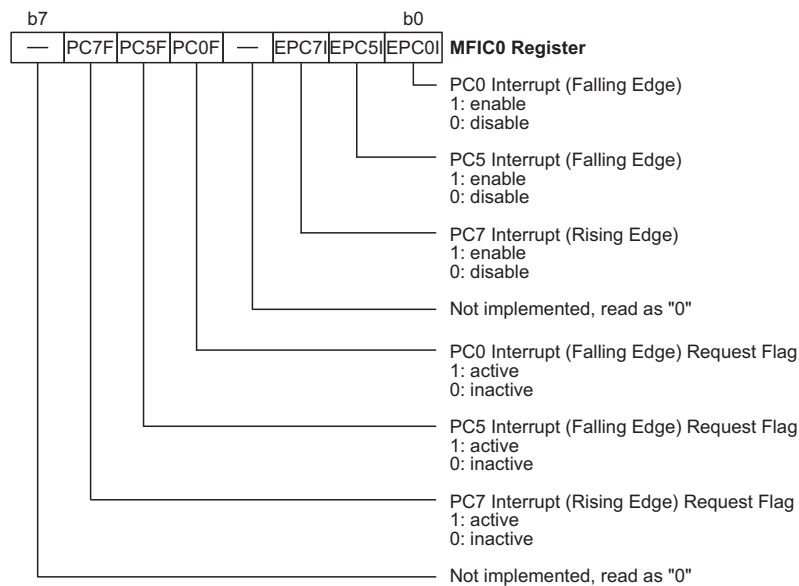 b7 b0
— PC7F PC5F PC0F — EPC7I EPC5I EPC0I MFIC0 Register
PC0 Interrupt (Falling Edge)
1: enable
0: disable
PC5 Interrupt (Falling Edge)
1: enable
0: disable
PC7 Interrupt (Rising Edge)
1: enable
0: disable
Not implemented, read as "0"
PC0 Interrupt (Falling Edge) Request Flag
1: active
0: inactive
PC5 Interrupt (Falling Edge) Request Flag
1: active
0: inactive
PC7 Interrupt (Rising Edge) Request Flag
1: active
0: inactive
Not implemented, read as "0"